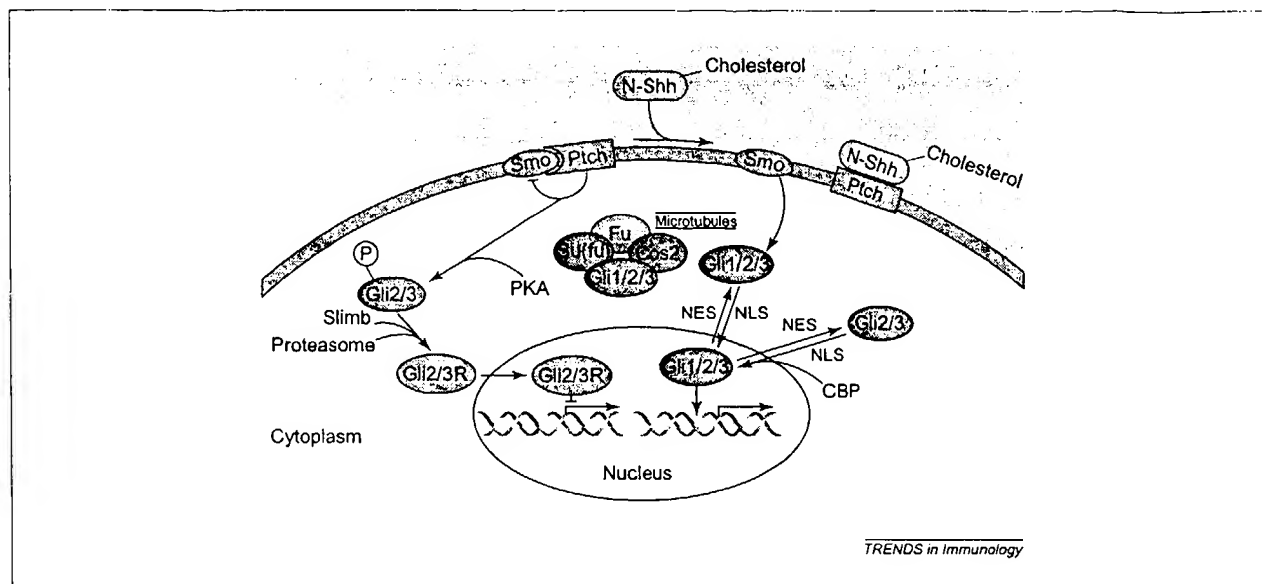 Cholesterol
N-Shh
Smo Ptch
Smo
N-Shh
Cholesterol
Ptch
Microtubules
Fu
Su(fu) Cos2
Gli1/2/3
Gli1/2/3
P
Gli2/3
PKA
Slimb
Proteasome
NES NLS
NES
NLS
Gli2/3
Gli2/3R
Gli2/3R
Gli1/2/3
CBP
Cytoplasm
Nucleus
TRENDS in Immunology